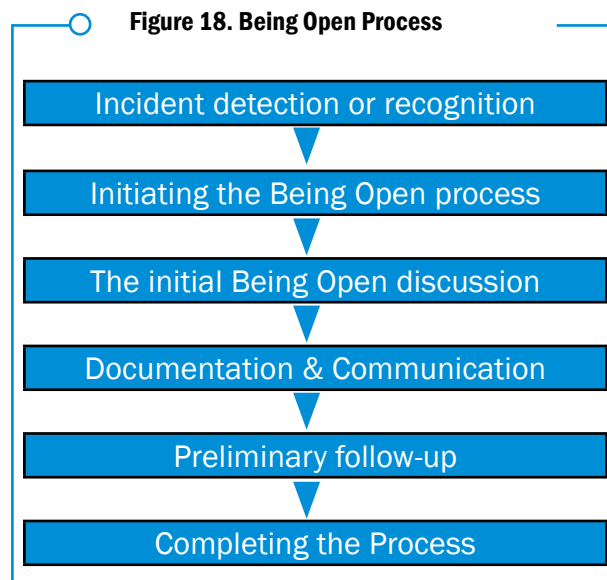 Figure 18. Being Open Process
Incident detection or recognition
Initiating the Being Open process
The initial Being Open discussion
Documentation & Communication
Preliminary follow-up
Completing the Process